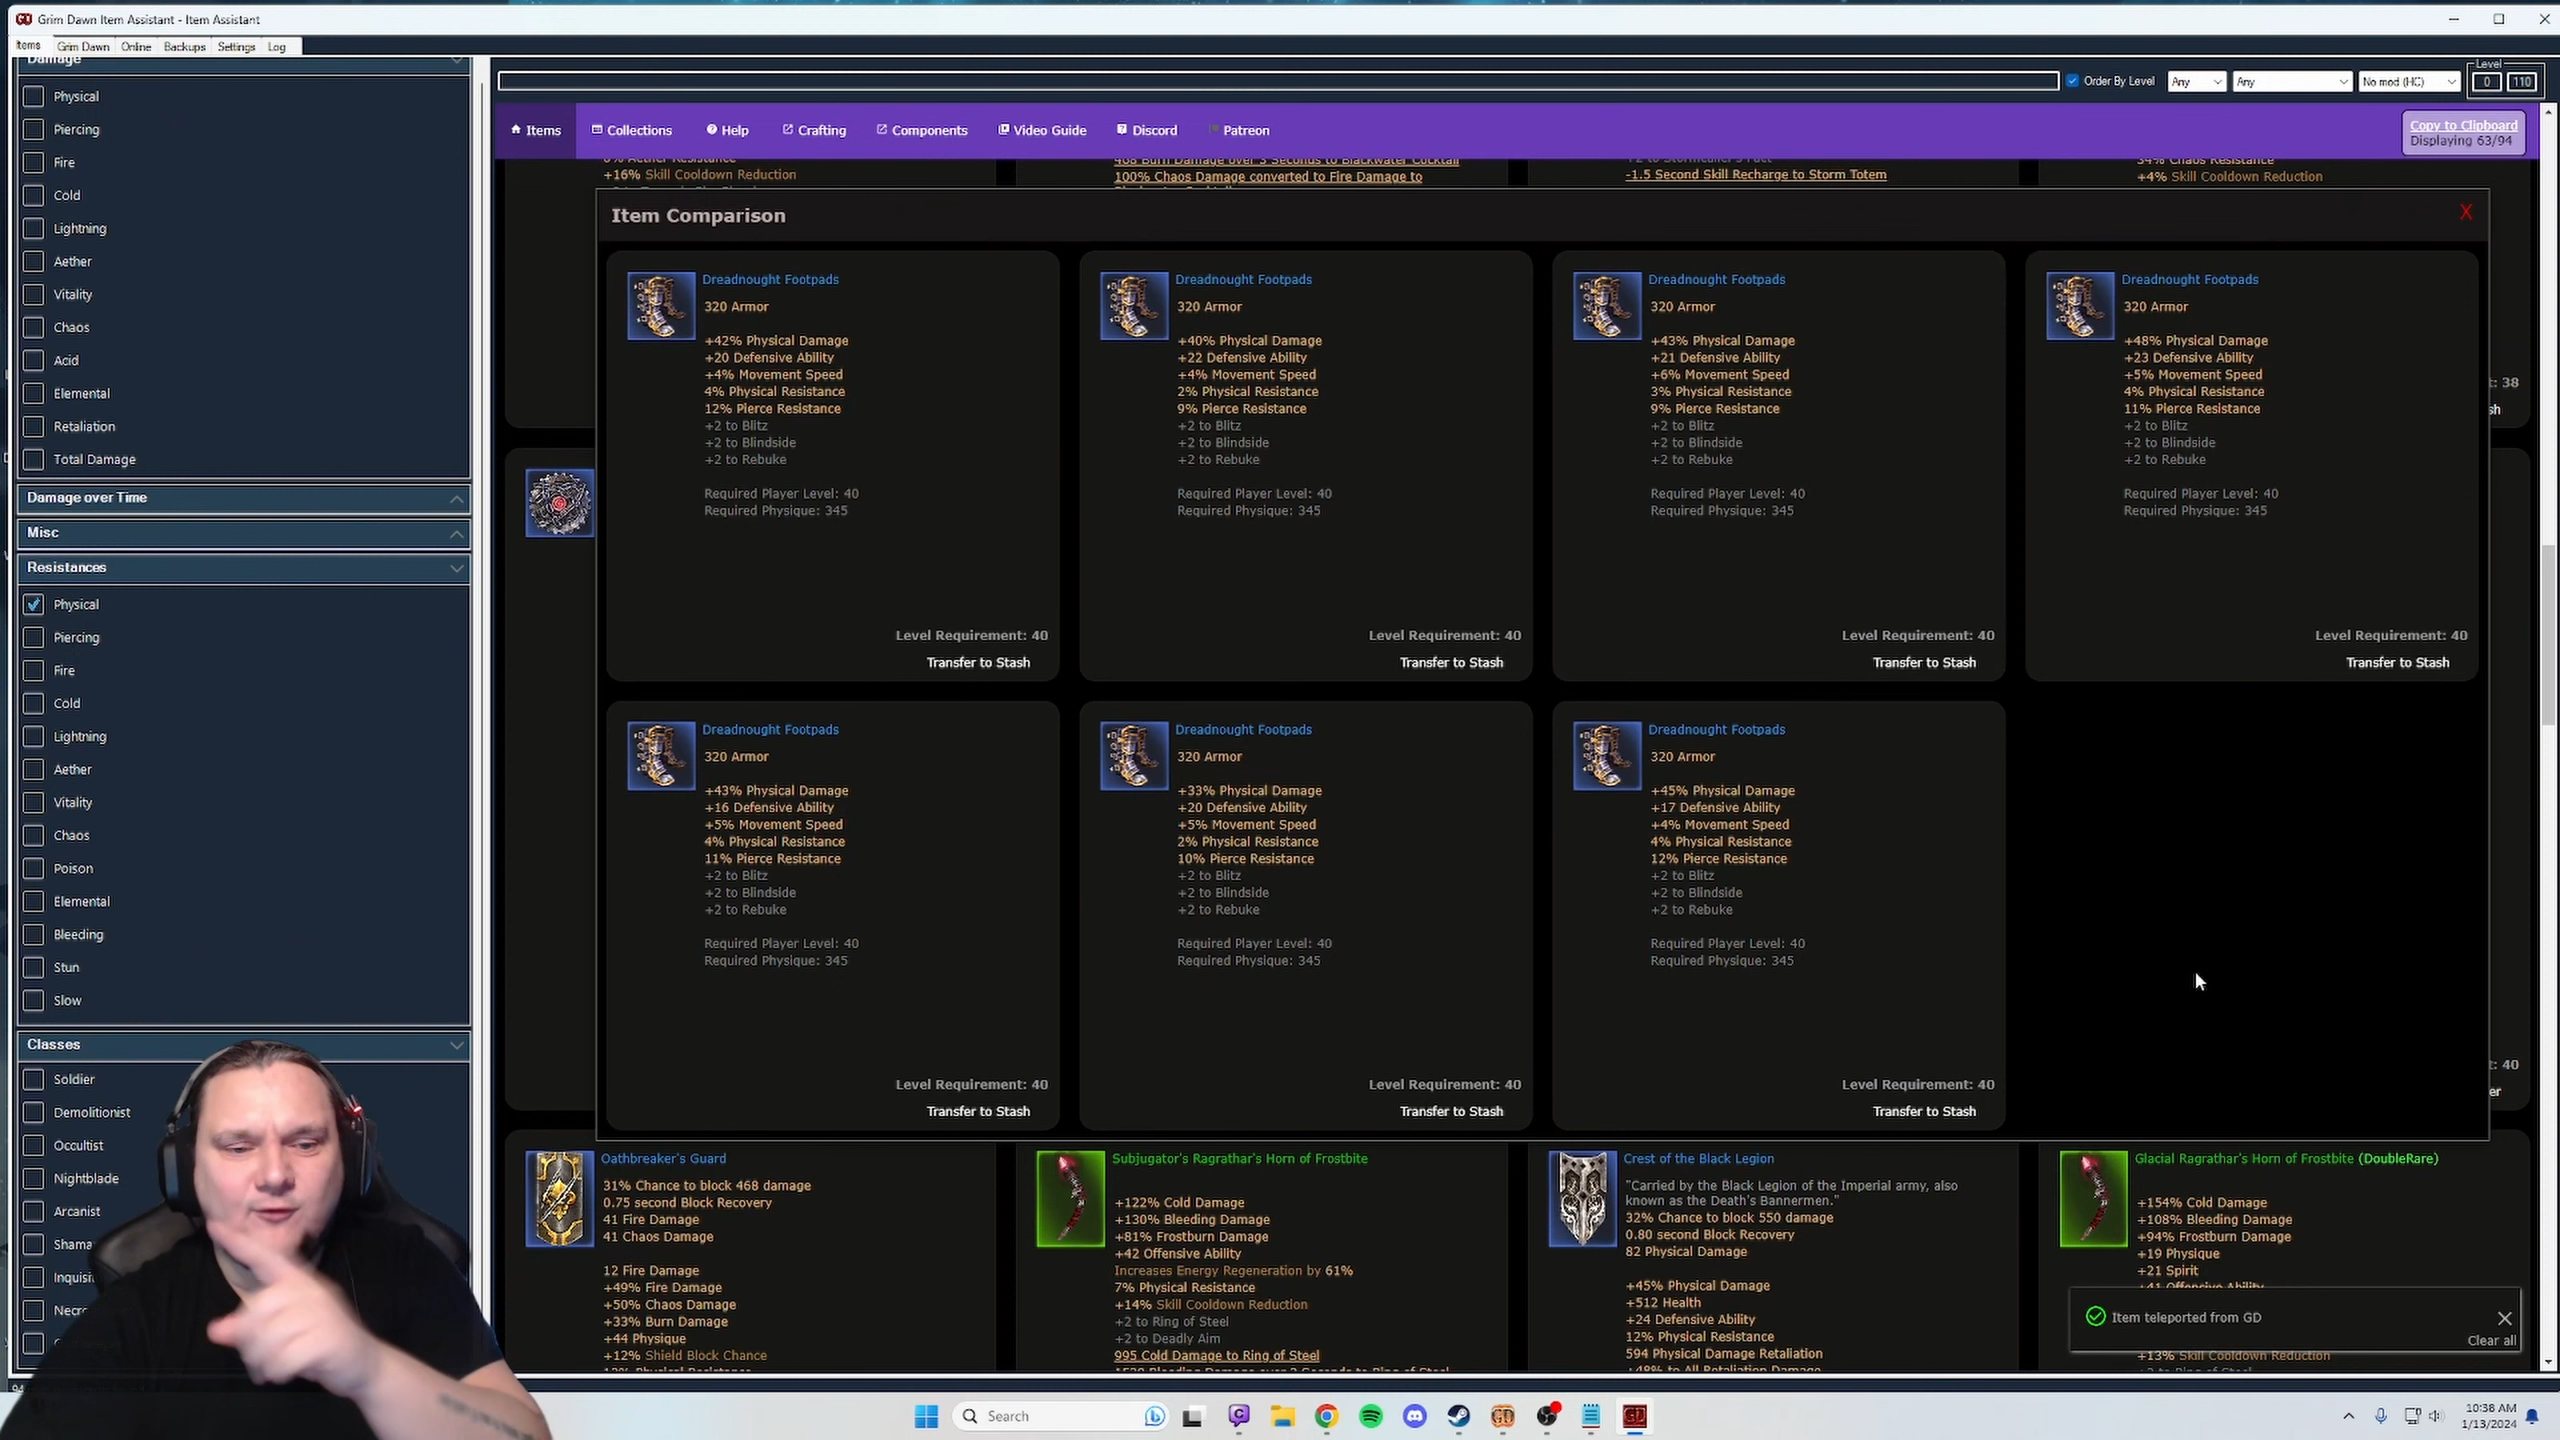 Grim Dawn Item Assistant - Item Assistant
Items Grim Dawn Online Backups Settings Log
Damage
Physical
Piercing
Fire
Cold
Lightning
Aether
Vitality
Chaos
Acid
Elemental
Retaliation
Total Damage
Damage over Time
Misc
Resistances
Physical
Piercing
Fire
Cold
Lightning
Aether
Vitality
Chaos
Poison
Elemental
Bleeding
Stun
Slow
Classes
Soldier
Demolitionist
Occultist
Nightblade
Arcanist
Shama
Inquisi
Necr
Order By Level Any Any No mod (HC) Level 0 110
Items Collections Help Crafting Components Video Guide Discord Patreon
Copy to Clipboard
Displaying 63/94
+16% Skill Cooldown Reduction
468 Burn Damage over 3 Seconds to Blackwater Cocktail
100% Chaos Damage converted to Fire Damage to
-1.5 Second Skill Recharge to Storm Totem
34% Chaos Resistance
+4% Skill Cooldown Reduction
Item Comparison X
Dreadnought Footpads
320 Armor
+42% Physical Damage
+20 Defensive Ability
+4% Movement Speed
4% Physical Resistance
12% Pierce Resistance
+2 to Blitz
+2 to Blindside
+2 to Rebuke
Required Player Level: 40
Required Physique: 345
Level Requirement: 40
Transfer to Stash
Dreadnought Footpads
320 Armor
+40% Physical Damage
+22 Defensive Ability
+4% Movement Speed
2% Physical Resistance
9% Pierce Resistance
+2 to Blitz
+2 to Blindside
+2 to Rebuke
Required Player Level: 40
Required Physique: 345
Level Requirement: 40
Transfer to Stash
Dreadnought Footpads
320 Armor
+43% Physical Damage
+21 Defensive Ability
+6% Movement Speed
3% Physical Resistance
9% Pierce Resistance
+2 to Blitz
+2 to Blindside
+2 to Rebuke
Required Player Level: 40
Required Physique: 345
Level Requirement: 40
Transfer to Stash
Dreadnought Footpads
320 Armor
+48% Physical Damage
+23 Defensive Ability
+5% Movement Speed
4% Physical Resistance
11% Pierce Resistance
+2 to Blitz
+2 to Blindside
+2 to Rebuke
Required Player Level: 40
Required Physique: 345
Level Requirement: 40
Transfer to Stash
Dreadnought Footpads
320 Armor
+43% Physical Damage
+16 Defensive Ability
+5% Movement Speed
4% Physical Resistance
11% Pierce Resistance
+2 to Blitz
+2 to Blindside
+2 to Rebuke
Required Player Level: 40
Required Physique: 345
Level Requirement: 40
Transfer to Stash
Dreadnought Footpads
320 Armor
+33% Physical Damage
+20 Defensive Ability
+5% Movement Speed
2% Physical Resistance
10% Pierce Resistance
+2 to Blitz
+2 to Blindside
+2 to Rebuke
Required Player Level: 40
Required Physique: 345
Level Requirement: 40
Transfer to Stash
Dreadnought Footpads
320 Armor
+45% Physical Damage
+17 Defensive Ability
+4% Movement Speed
4% Physical Resistance
12% Pierce Resistance
+2 to Blitz
+2 to Blindside
+2 to Rebuke
Required Player Level: 40
Required Physique: 345
Level Requirement: 40
Transfer to Stash
t: 38
sh
t: 40
er
Oathbreaker's Guard
31% Chance to block 468 damage
0.75 second Block Recovery
41 Fire Damage
41 Chaos Damage
12 Fire Damage
+49% Fire Damage
+50% Chaos Damage
+33% Burn Damage
+44 Physique
+12% Shield Block Chance
Subjugator's Ragrathar's Horn of Frostbite
+122% Cold Damage
+130% Bleeding Damage
+81% Frostburn Damage
+42 Offensive Ability
Increases Energy Regeneration by 61%
7% Physical Resistance
+14% Skill Cooldown Reduction
+2 to Ring of Steel
+2 to Deadly Aim
995 Cold Damage to Ring of Steel
Crest of the Black Legion
"Carried by the Black Legion of the Imperial army, also
known as the Death's Bannermen."
32% Chance to block 550 damage
0.80 second Block Recovery
82 Physical Damage
+45% Physical Damage
+512 Health
+24 Defensive Ability
12% Physical Resistance
594 Physical Damage Retaliation
+48% to All Retaliation Damage
Glacial Ragrathar's Horn of Frostbite (DoubleRare)
+154% Cold Damage
+108% Bleeding Damage
+94% Frostburn Damage
+19 Physique
+21 Spirit
+41 Offensive Ability
+13% Skill Cooldown Reduction
Item teleported from GD
Clear all
Search
10:38 AM
1/13/2024